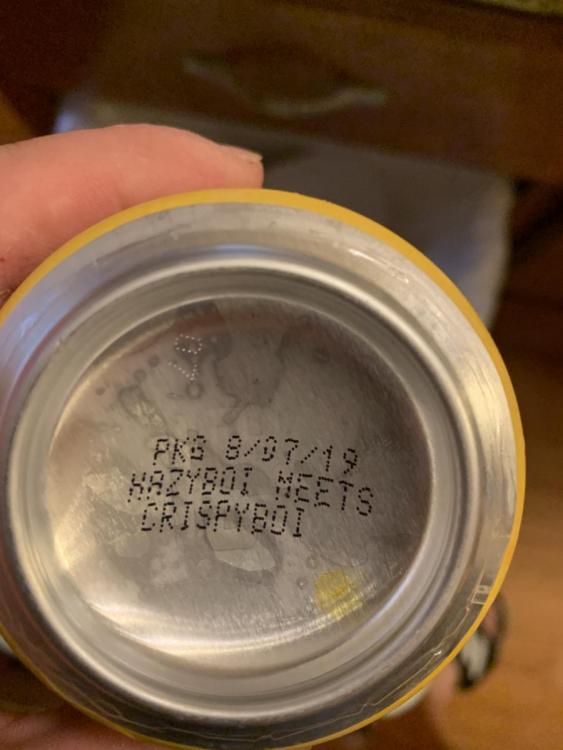 PKG 8/07/19
HAZYBOI MEETS
CRISPYBOI